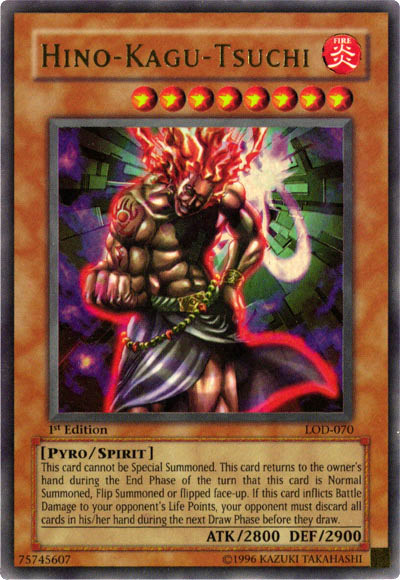 HINO-KAGU-TSUCHI
FIRE
炎
1st Edition
LOD-070
[PYRO/SPIRIT]
This card cannot be Special Summoned. This card returns to the owner's
hand during the End Phase of the turn that this card is Normal
Summoned, Flip Summoned or flipped face-up. If this card inflicts Battle
Damage to your opponent's Life Points, your opponent must discard all
cards in his/her hand during the next Draw Phase before they draw.
ATK/2800 DEF/2900
75745607
©1996 KAZUKI TAKAHASHI